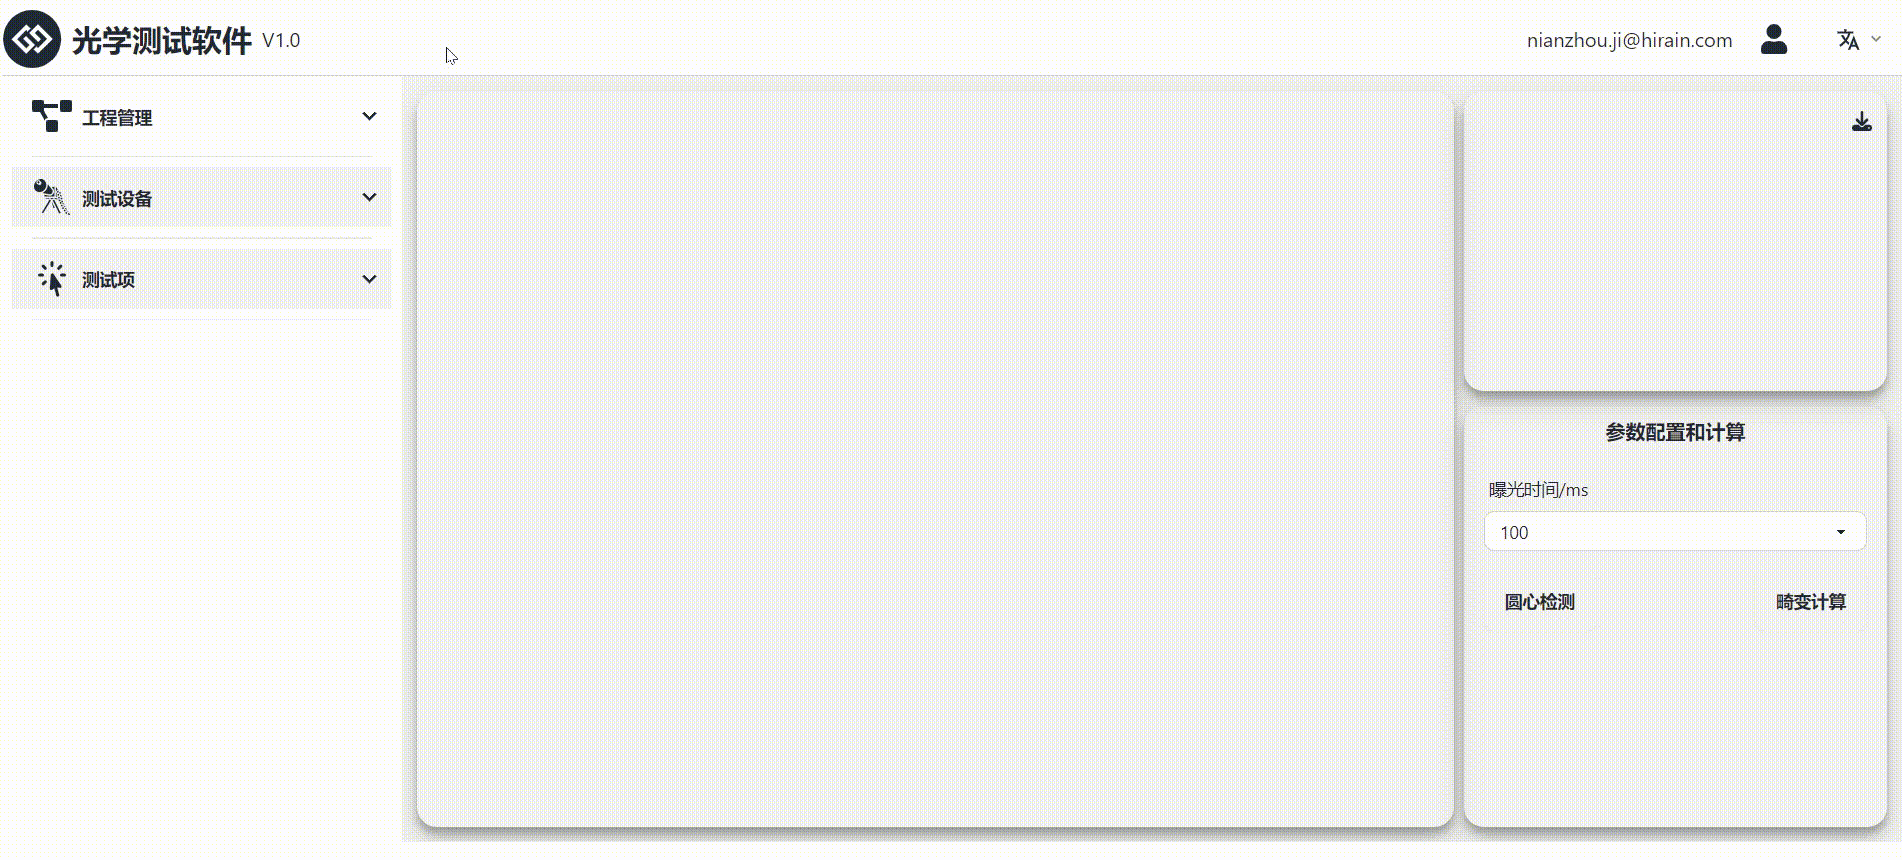 光学测试软件 V1.0
nianzhou.ji@hirain.com
工程管理
测试设备
测试项
参数配置和计算
曝光时间/ms
100
圆心检测
畸变计算